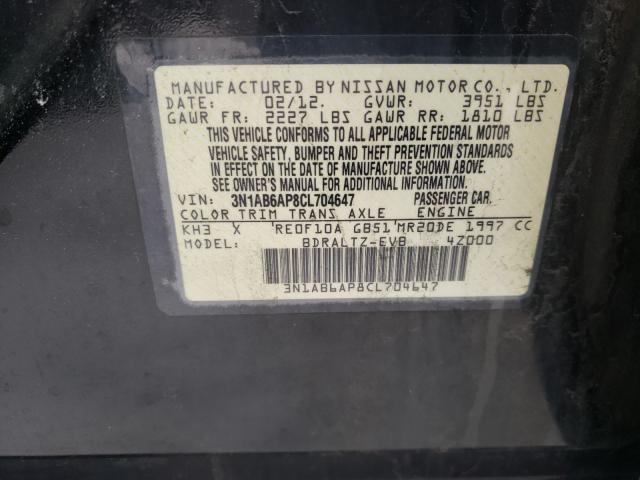 MANUFACTURED BY NISSAN MOTOR CO., LTD.
DATE: 02/12. GVWR: 3951 LBS
GAWR FR: 2227 LBS GAWR RR: 1810 LBS
THIS VEHICLE CONFORMS TO ALL APPLICABLE FEDERAL MOTOR
VEHICLE SAFETY, BUMPER AND THEFT PREVENTION STANDARDS
IN EFFECT ON THE DATE OF MANUFACTURE SHOWN ABOVE.
SEE OWNER'S MANUAL FOR ADDITIONAL INFORMATION.
VIN: 3N1AB6AP8CL704647 PASSENGER CAR.
COLOR TRIM TRANS AXLE ENGINE
KH3 X 'RE0F10A GB51'MR20DE 1997 CC
MODEL: BDRALTZ-EVB 4Z000
3N1AB6AP8CL704647